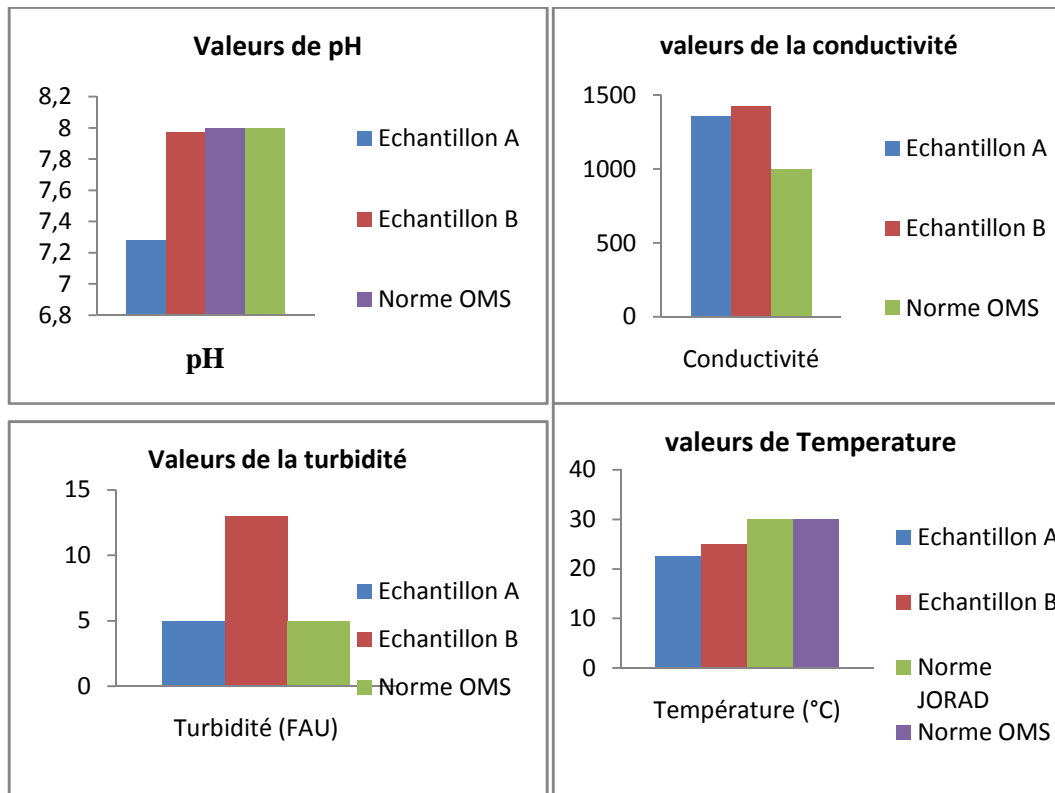 Valeurs de pH
8,2
8
7,8
7,6
7,4
7,2
7
6,8
pH
Echantillon A
Echantillon B
Norme OMS
valeurs de la conductivité
1500
1000
500
0
Conductivité
Echantillon A
Echantillon B
Norme OMS
Valeurs de la turbidité
15
10
5
0
Turbidité (FAU)
Echantillon A
Echantillon B
Norme OMS
valeurs de Temperature
40
30
20
10
0
Température (°C)
Echantillon A
Echantillon B
Norme
JORAD
Norme OMS